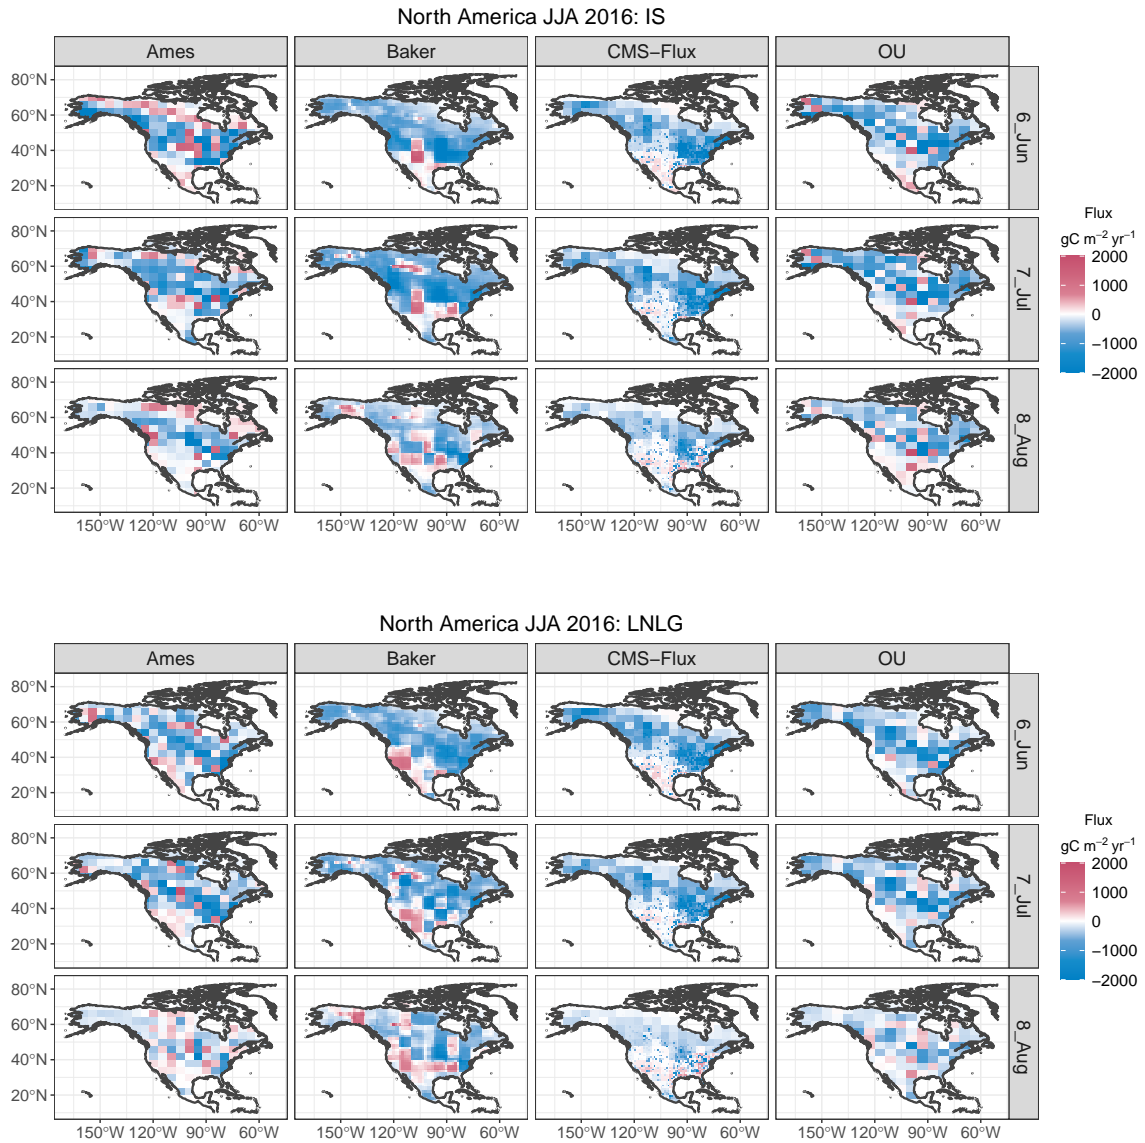 North America JJA 2016: IS
Ames Baker CMS−Flux OU
80°N
60°N
40°N
20°N
6_Jun
80°N
60°N
40°N
20°N
7_Jul
80°N
60°N
40°N
20°N
8_Aug
150°W 120°W 90°W 60°W 150°W 120°W 90°W 60°W 150°W 120°W 90°W 60°W 150°W 120°W 90°W 60°W
Flux
gC m⁻² yr⁻¹
2000
1000
0
−1000
−2000
North America JJA 2016: LNLG
Ames Baker CMS−Flux OU
80°N
60°N
40°N
20°N
6_Jun
80°N
60°N
40°N
20°N
7_Jul
80°N
60°N
40°N
20°N
8_Aug
150°W 120°W 90°W 60°W 150°W 120°W 90°W 60°W 150°W 120°W 90°W 60°W 150°W 120°W 90°W 60°W
Flux
gC m⁻² yr⁻¹
2000
1000
0
−1000
−2000